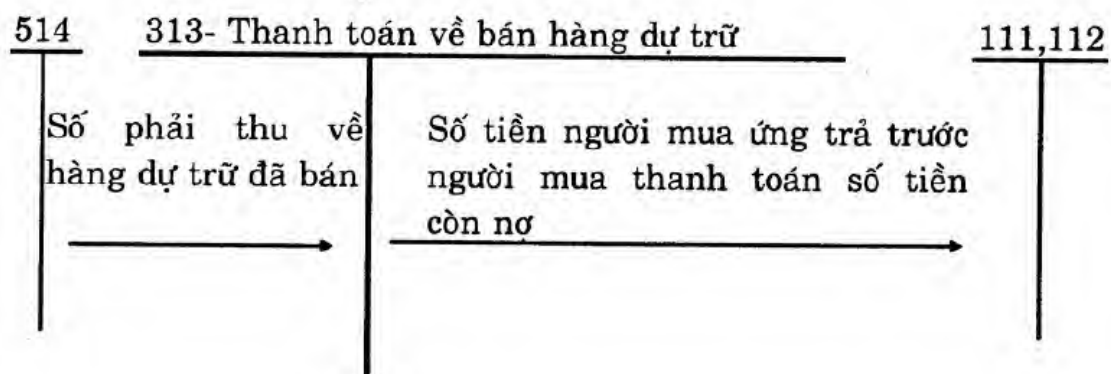 514 313- Thanh toán về bán hàng dự trữ 111,112
Số phải thu về
hàng dự trữ đã bán
Số tiền người mua ứng trả trước
người mua thanh toán số tiền
còn nợ